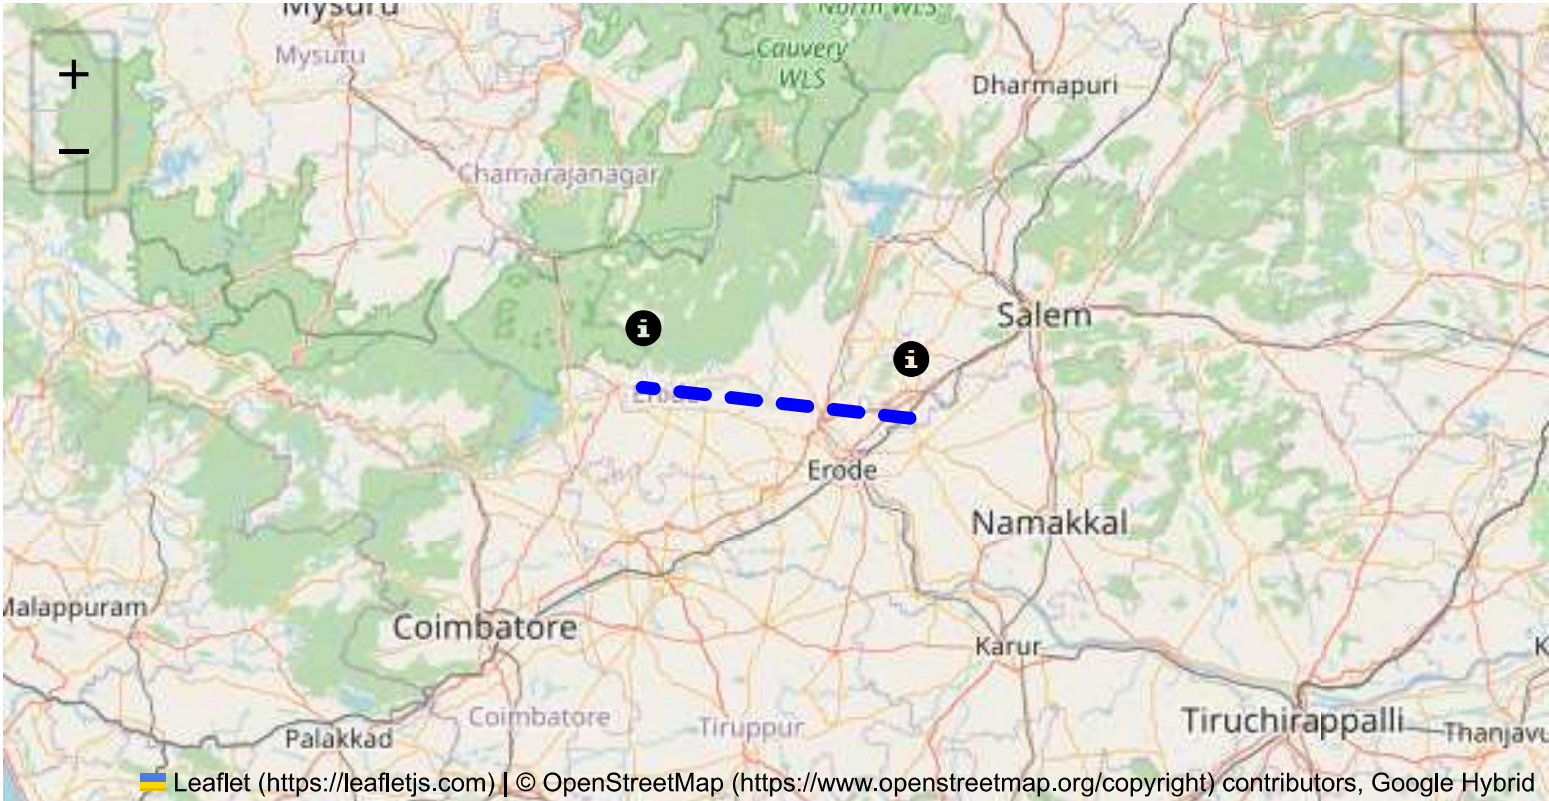 Mysuru
North WLS
Mysuru
Cauvery
WLS
+
Dharmapuri
−
Chamarajanagar
Salem
i
i
Erode
Namakkal
Malappuram
Coimbatore
Karur
Coimbatore
Tiruppur
Tiruchirappalli
Thanjavu
Palakkad
Leaflet (https://leafletjs.com) | © OpenStreetMap (https://www.openstreetmap.org/copyright) contributors, Google Hybrid